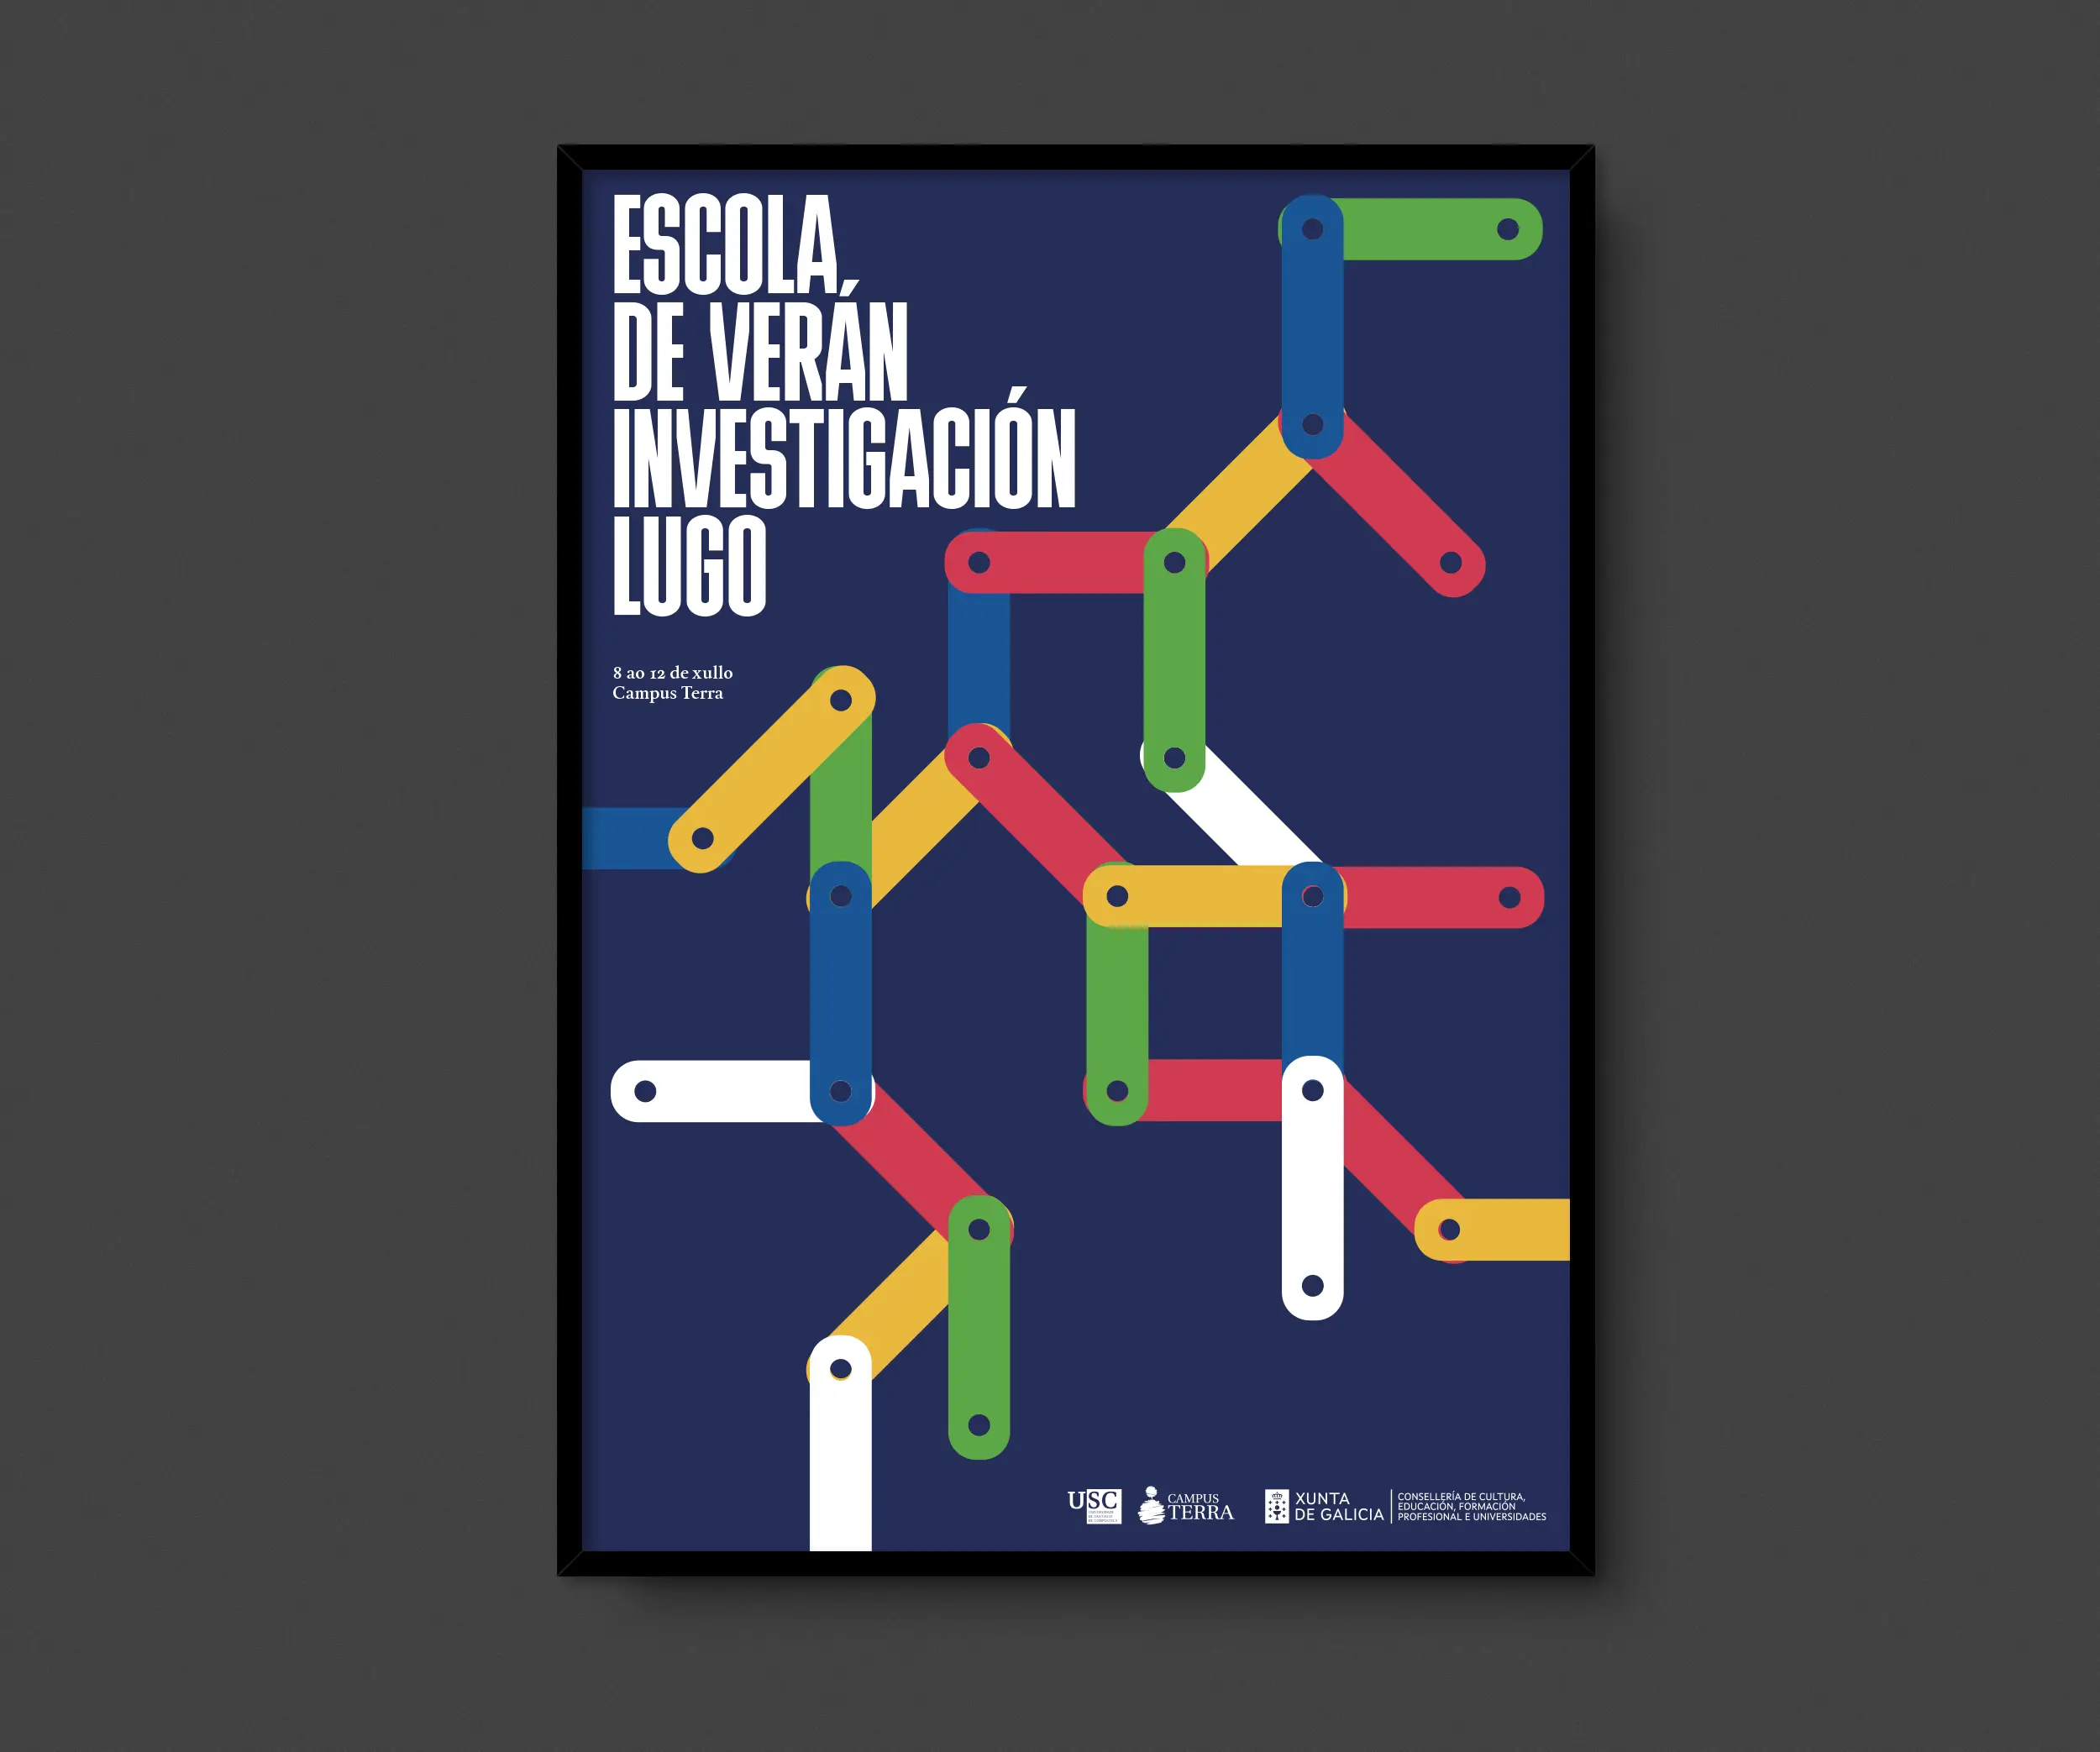 ESCOLA
DE VERÁN
INVESTIGACIÓN
LUGO
8 ao 12 de xullo
Campus Terra
USC
CAMPUS
TERRA
XUNTA
DE GALICIA
CONSELLERÍA DE CULTURA,
EDUCACIÓN, FORMACIÓN
PROFESIONAL E UNIVERSIDADES